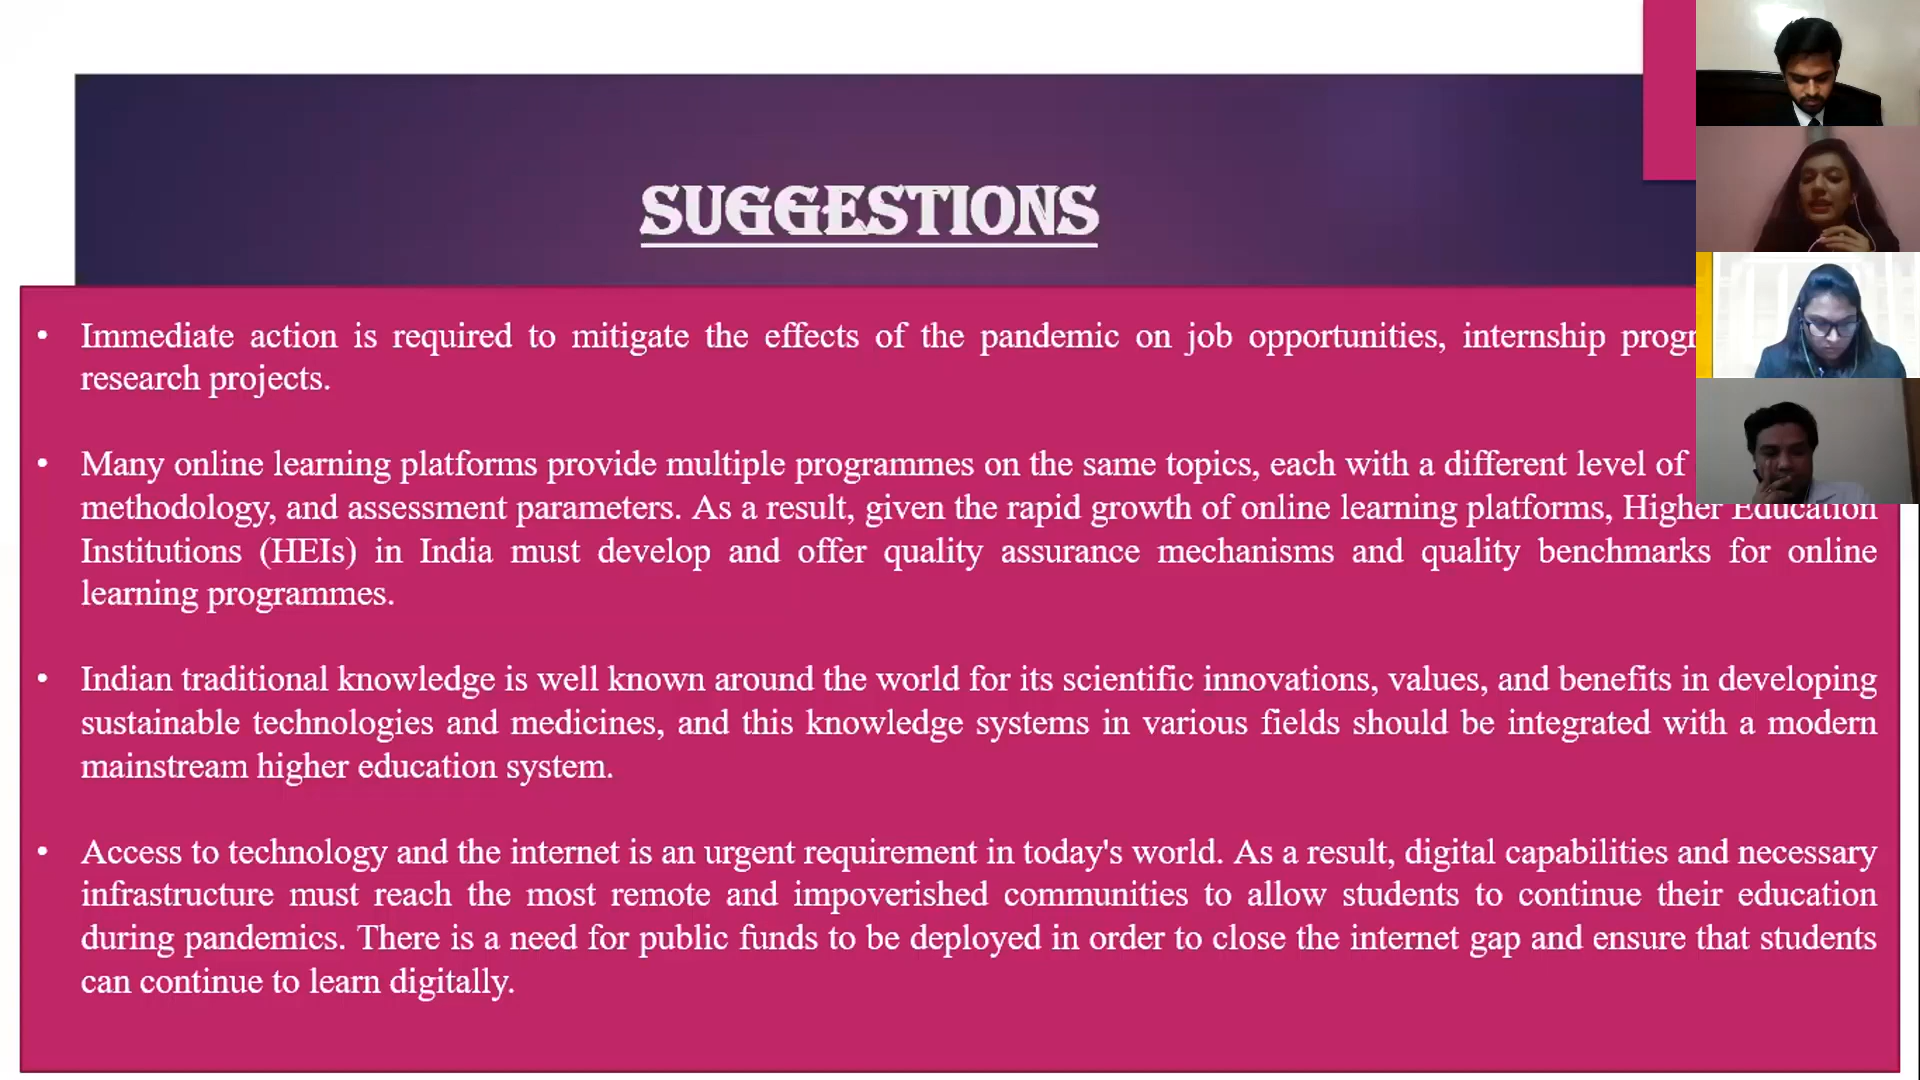 SUGGESTIONS
• Immediate action is required to mitigate the effects of the pandemic on job opportunities, internship
research projects.
• Many online learning platforms provide multiple programmes on the same topics, each with a different level of
methodology, and assessment parameters. As a result, given the rapid growth of online learning platforms, Higher Education
Institutions (HEIs) in India must develop and offer quality assurance mechanisms and quality benchmarks for online
learning programmes.
• Indian traditional knowledge is well known around the world for its scientific innovations, values, and benefits in developing
sustainable technologies and medicines, and this knowledge systems in various fields should be integrated with a modern
mainstream higher education system.
• Access to technology and the internet is an urgent requirement in today's world. As a result, digital capabilities and necessary
infrastructure must reach the most remote and impoverished communities to allow students to continue their education
during pandemics. There is a need for public funds to be deployed in order to close the internet gap and ensure that students
can continue to learn digitally.